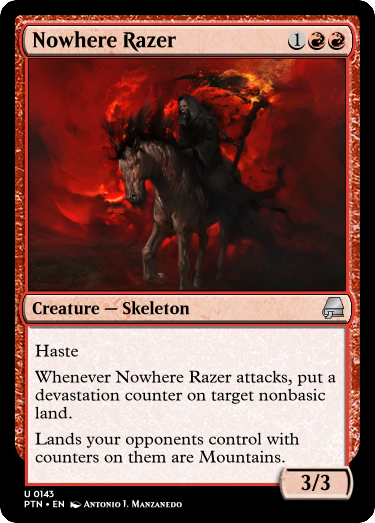 Nowhere Razer 1
Creature — Skeleton
Haste
Whenever Nowhere Razer attacks, put a
devastation counter on target nonbasic
land.
Lands your opponents control with
counters on them are Mountains.
3/3
U 0143
PTN • EN Antonio J. Manzanedo